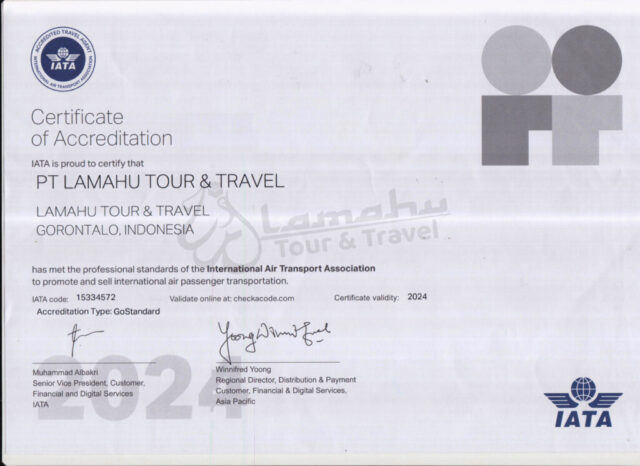 ACCREDITED TRAVEL AGENT
INTERNATIONAL AIR TRANSPORT ASSOCIATION
IATA
Certificate
of Accreditation
IATA is proud to certify that
PT LAMAHU TOUR & TRAVEL
LAMAHU TOUR & TRAVEL
GORONTALO, INDONESIA
Lamahu
Tour & Travel
has met the professional standards of the International Air Transport Association
to promote and sell international air passenger transportation.
IATA code: 15334572 Validate online at: checkacode.com Certificate validity: 2024
Accreditation Type: GoStandard
Muhammad Albakri
Senior Vice President, Customer,
Financial and Digital Services
IATA
Winnifred Yoong
Regional Director, Distribution & Payment
Customer, Financial & Digital Services,
Asia Pacific
2024
IATA